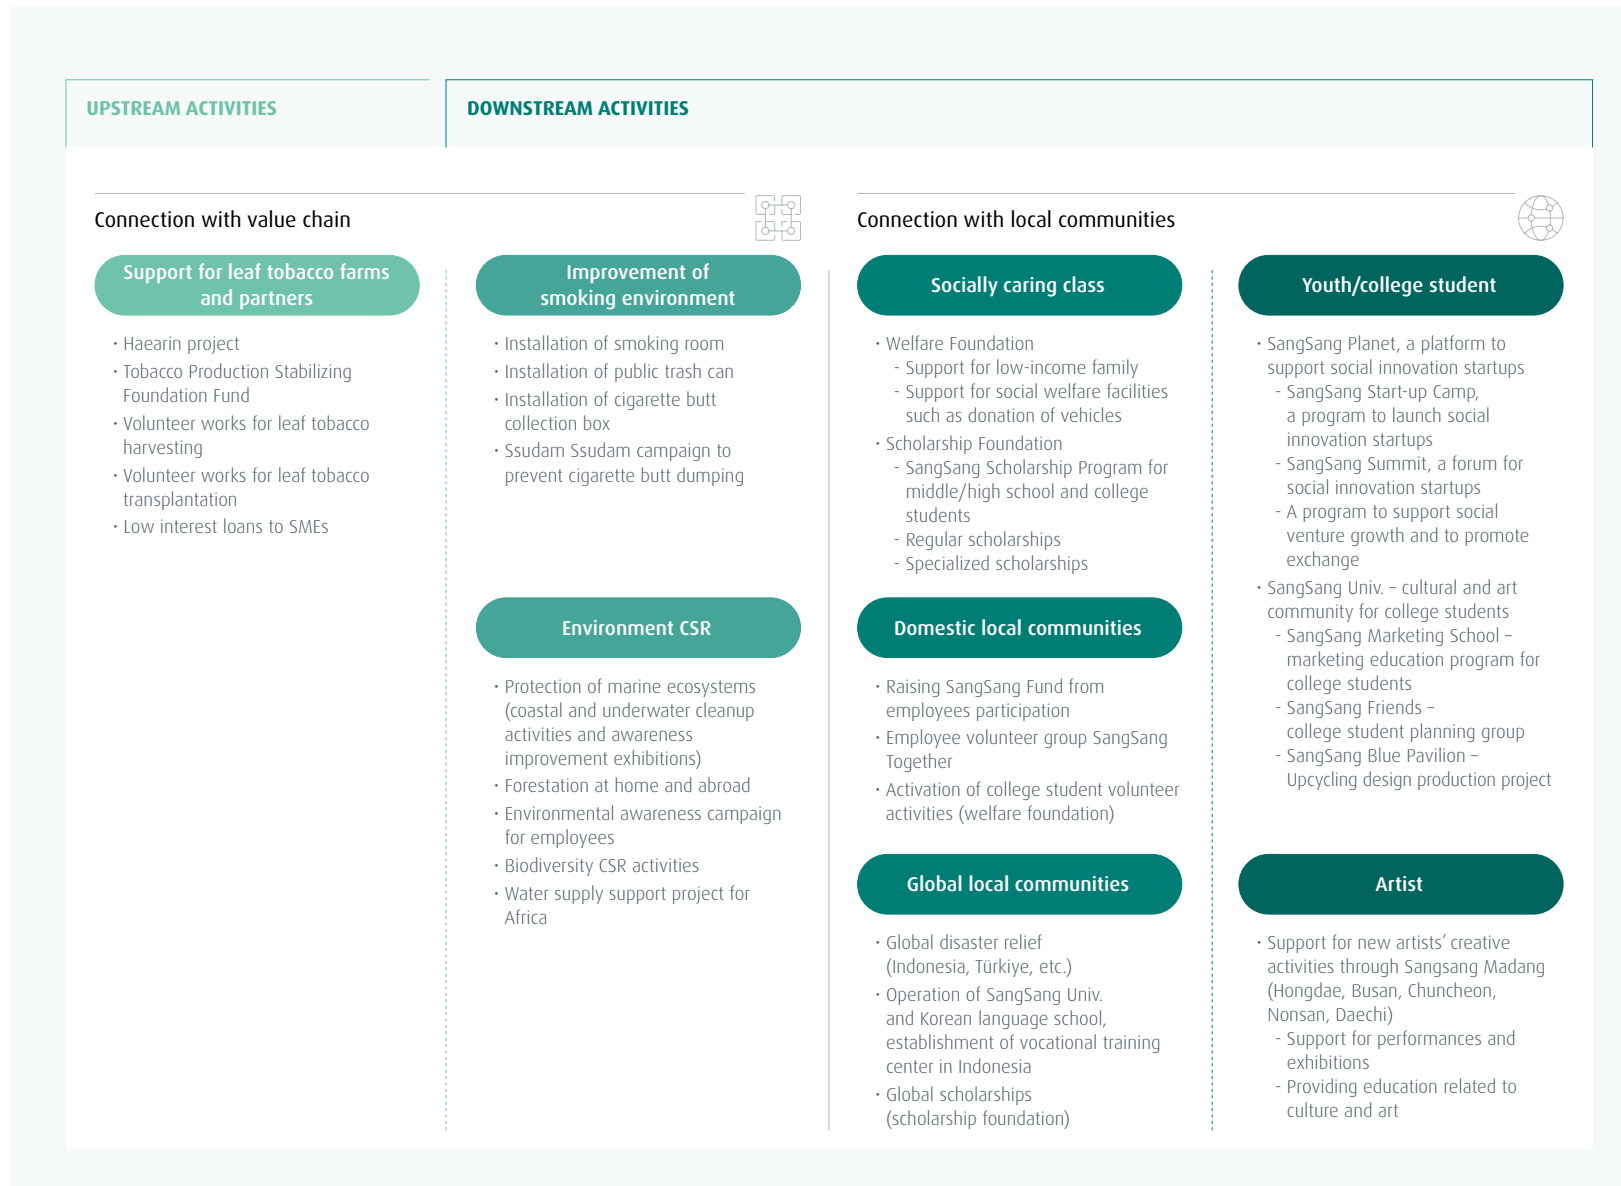 UPSTREAM ACTIVITIES
DOWNSTREAM ACTIVITIES
Connection with value chain
Support for leaf tobacco farms
and partners
· Haearin project
· Tobacco Production Stabilizing
Foundation Fund
· Volunteer works for leaf tobacco
harvesting
· Volunteer works for leaf tobacco
transplantation
· Low interest loans to SMEs
Improvement of
smoking environment
· Installation of smoking room
· Installation of public trash can
· Installation of cigarette butt
collection box
· Ssudam Ssudam campaign to
prevent cigarette butt dumping
Environment CSR
· Protection of marine ecosystems
(coastal and underwater cleanup
activities and awareness
improvement exhibitions)
· Forestation at home and abroad
· Environmental awareness campaign
for employees
· Biodiversity CSR activities
· Water supply support project for
Africa
Connection with local communities
Socially caring class
· Welfare Foundation
- Support for low-income family
- Support for social welfare facilities
such as donation of vehicles
· Scholarship Foundation
- SangSang Scholarship Program for
middle/high school and college
students
- Regular scholarships
- Specialized scholarships
Domestic local communities
· Raising SangSang Fund from
employees participation
· Employee volunteer group SangSang
Together
· Activation of college student volunteer
activities (welfare foundation)
Global local communities
· Global disaster relief
(Indonesia, Türkiye, etc.)
· Operation of SangSang Univ.
and Korean language school,
establishment of vocational training
center in Indonesia
· Global scholarships
(scholarship foundation)
Youth/college student
· SangSang Planet, a platform to
support social innovation startups
- SangSang Start-up Camp,
a program to launch social
innovation startups
- SangSang Summit, a forum for
social innovation startups
- A program to support social
venture growth and to promote
exchange
· SangSang Univ. – cultural and art
community for college students
- SangSang Marketing School –
marketing education program for
college students
- SangSang Friends –
college student planning group
- SangSang Blue Pavilion –
Upcycling design production project
Artist
· Support for new artists’ creative
activities through Sangsang Madang
(Hongdae, Busan, Chuncheon,
Nonsan, Daechi)
- Support for performances and
exhibitions
- Providing education related to
culture and art